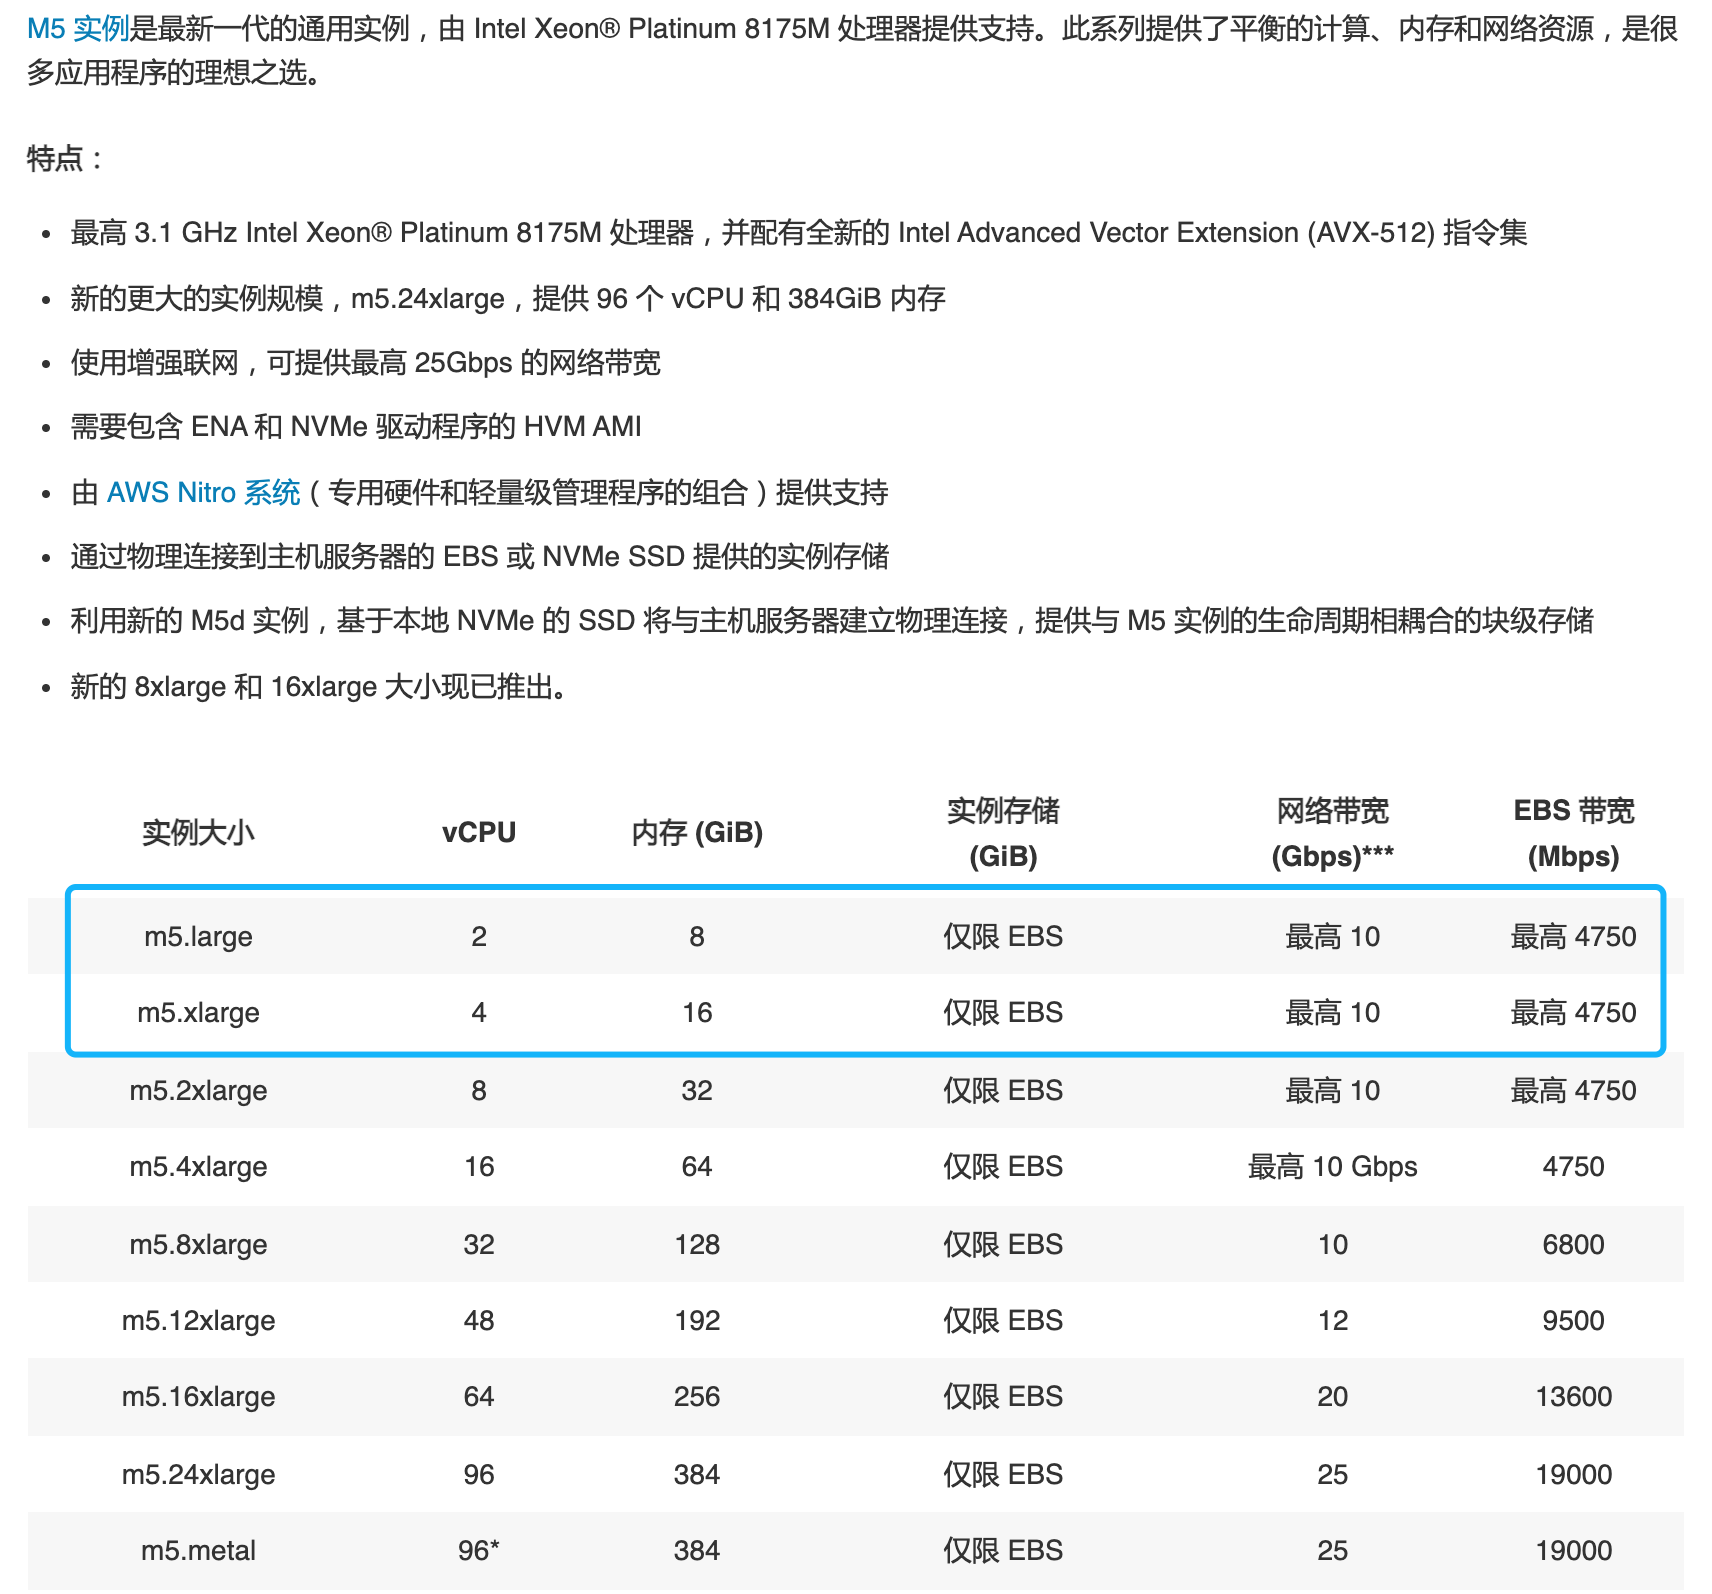 M5 实例是最新一代的通用实例，由 Intel Xeon® Platinum 8175M 处理器提供支持。此系列提供了平衡的计算、内存和网络资源，是很
多应用程序的理想之选。
特点：
• 最高 3.1 GHz Intel Xeon® Platinum 8175M 处理器，并配有全新的 Intel Advanced Vector Extension (AVX-512) 指令集
• 新的更大的实例规模，m5.24xlarge，提供 96 个 vCPU 和 384GiB 内存
• 使用增强联网，可提供最高 25Gbps 的网络带宽
• 需要包含 ENA 和 NVMe 驱动程序的 HVM AMI
• 由 AWS Nitro 系统（专用硬件和轻量级管理程序的组合）提供支持
• 通过物理连接到主机服务器的 EBS 或 NVMe SSD 提供的实例存储
• 利用新的 M5d 实例，基于本地 NVMe 的 SSD 将与主机服务器建立物理连接，提供与 M5 实例的生命周期相耦合的块级存储
• 新的 8xlarge 和 16xlarge 大小现已推出。
实例大小 vCPU 内存 (GiB) 实例存储 (GiB) 网络带宽 (Gbps)*** EBS 带宽 (Mbps)
m5.large 2 8 仅限 EBS 最高 10 最高 4750
m5.xlarge 4 16 仅限 EBS 最高 10 最高 4750
m5.2xlarge 8 32 仅限 EBS 最高 10 最高 4750
m5.4xlarge 16 64 仅限 EBS 最高 10 Gbps 4750
m5.8xlarge 32 128 仅限 EBS 10 6800
m5.12xlarge 48 192 仅限 EBS 12 9500
m5.16xlarge 64 256 仅限 EBS 20 13600
m5.24xlarge 96 384 仅限 EBS 25 19000
m5.metal 96* 384 仅限 EBS 25 19000